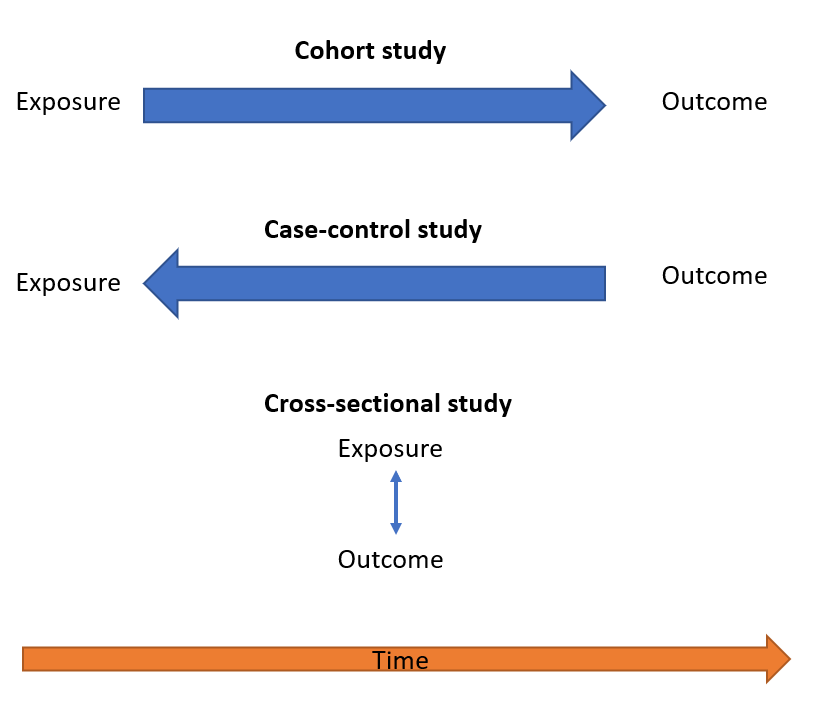 Cohort study
Exposure
Outcome
Case-control study
Exposure
Outcome
Cross-sectional study
Exposure
Outcome
Time